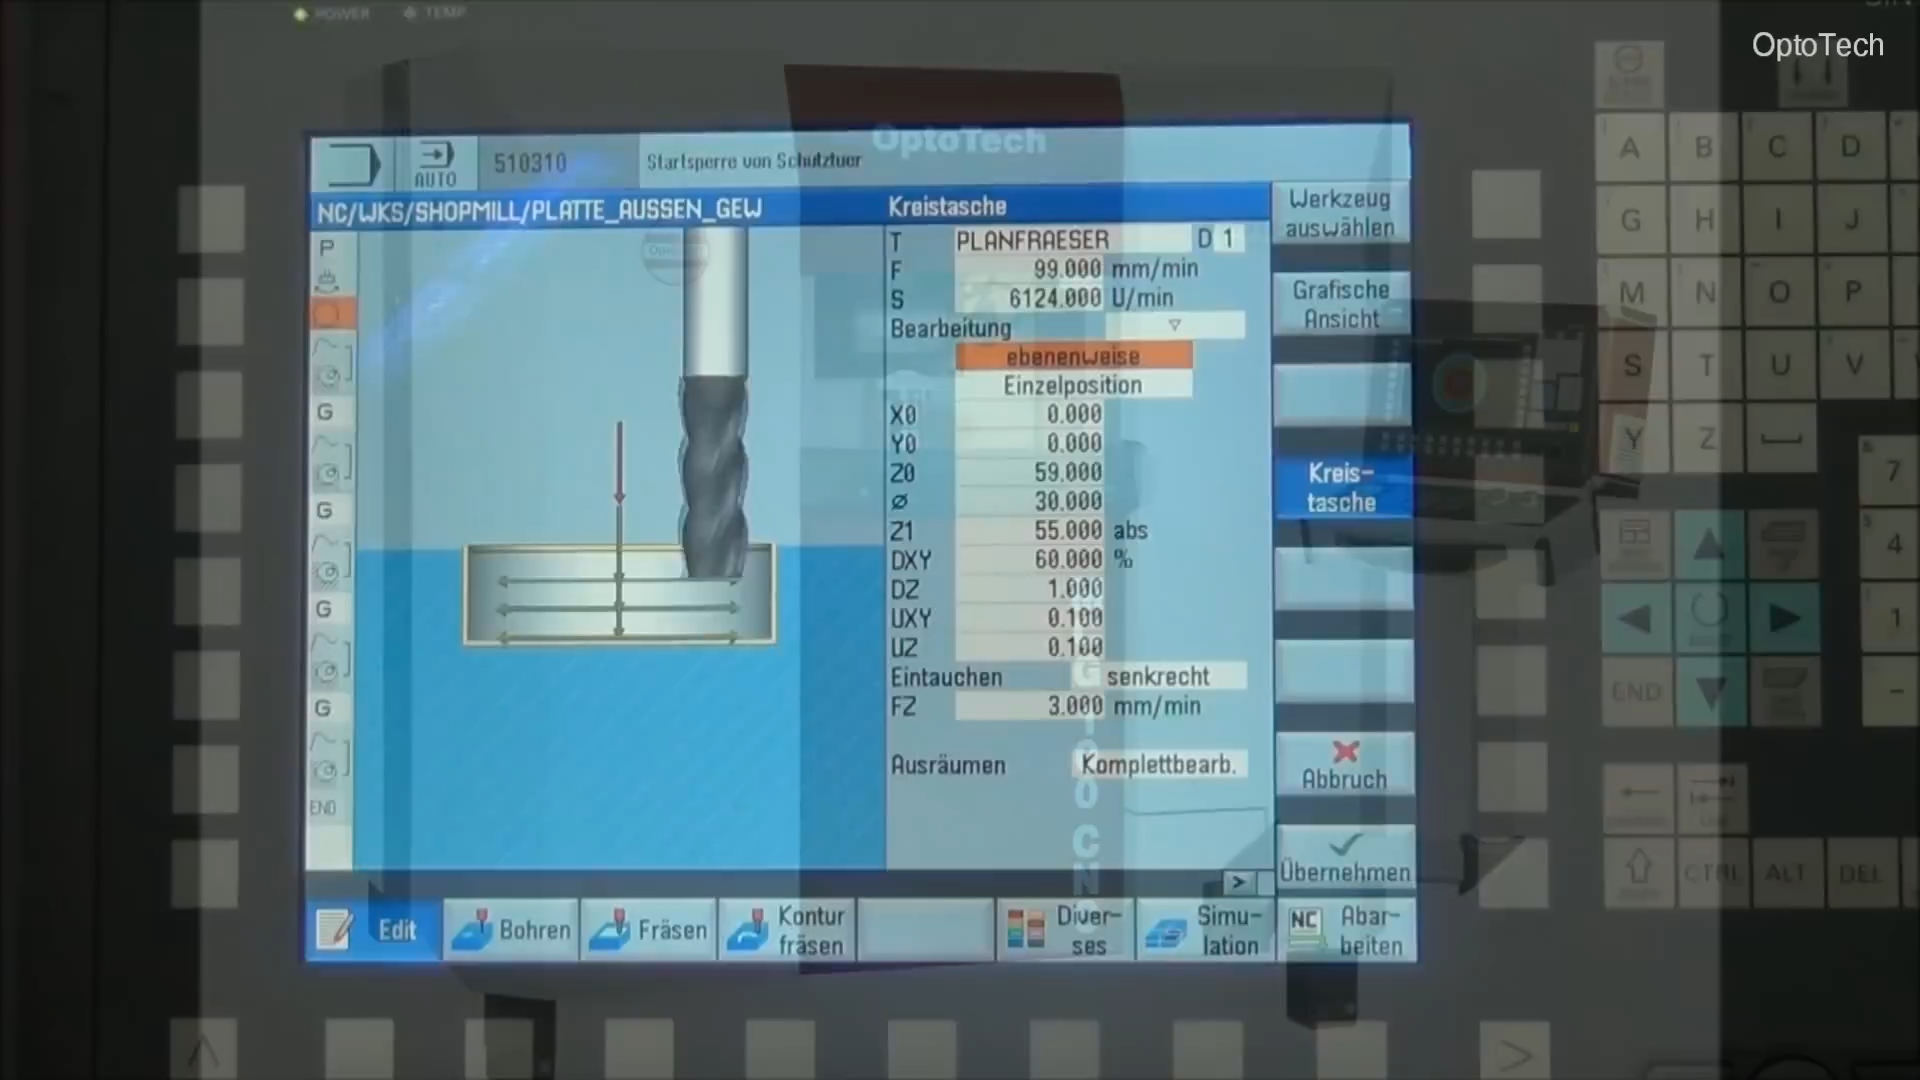 POWER TEMP
OptoTech
OptoTech
AUTO
510310
Startsperre von Schutztuer
NC/WKS/SHOPMILL/PLATTE_AUSSEN_GEW
Kreistasche
P
G
G
G
G
END
T PLANFRAESER D 1
F 99.000 mm/min
S 6124.000 U/min
Bearbeitung ▽
ebenenweise
Einzelposition
X0 0.000
Y0 0.000
Z0 59.000
⌀ 30.000
Z1 55.000 abs
DXY 60.000 %
DZ 1.000
UXY 0.100
UZ 0.100
Eintauchen senkrecht
FZ 3.000 mm/min
Ausräumen Komplettbearb.
Werkzeug
auswählen
Grafische
Ansicht
Kreis-
tasche
Abbruch
Übernehmen
>
Edit
Bohren
Fräsen
Kontur
fräsen
Diver-
ses
Simu-
lation
NC
Abar-
beiten
A B C D
G H I J
M N O P
S T U V
Y Z
7
4
1
-
END
CTRL ALT DEL